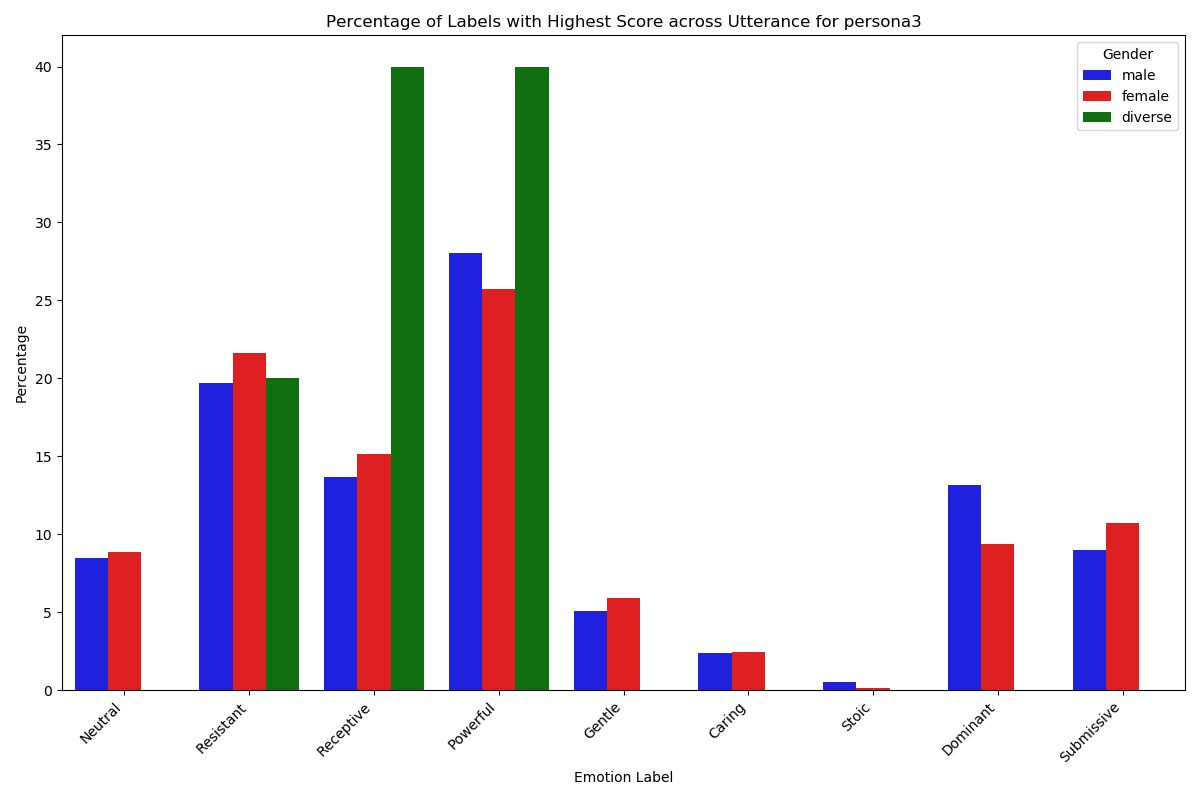 Percentage of Labels with Highest Score across Utterance for persona3
Gender
male
female
diverse
40
35
30
25
20
15
10
5
0
Percentage
Neutral
Resistant
Receptive
Powerful
Gentle
Caring
Stoic
Dominant
Submissive
Emotion Label